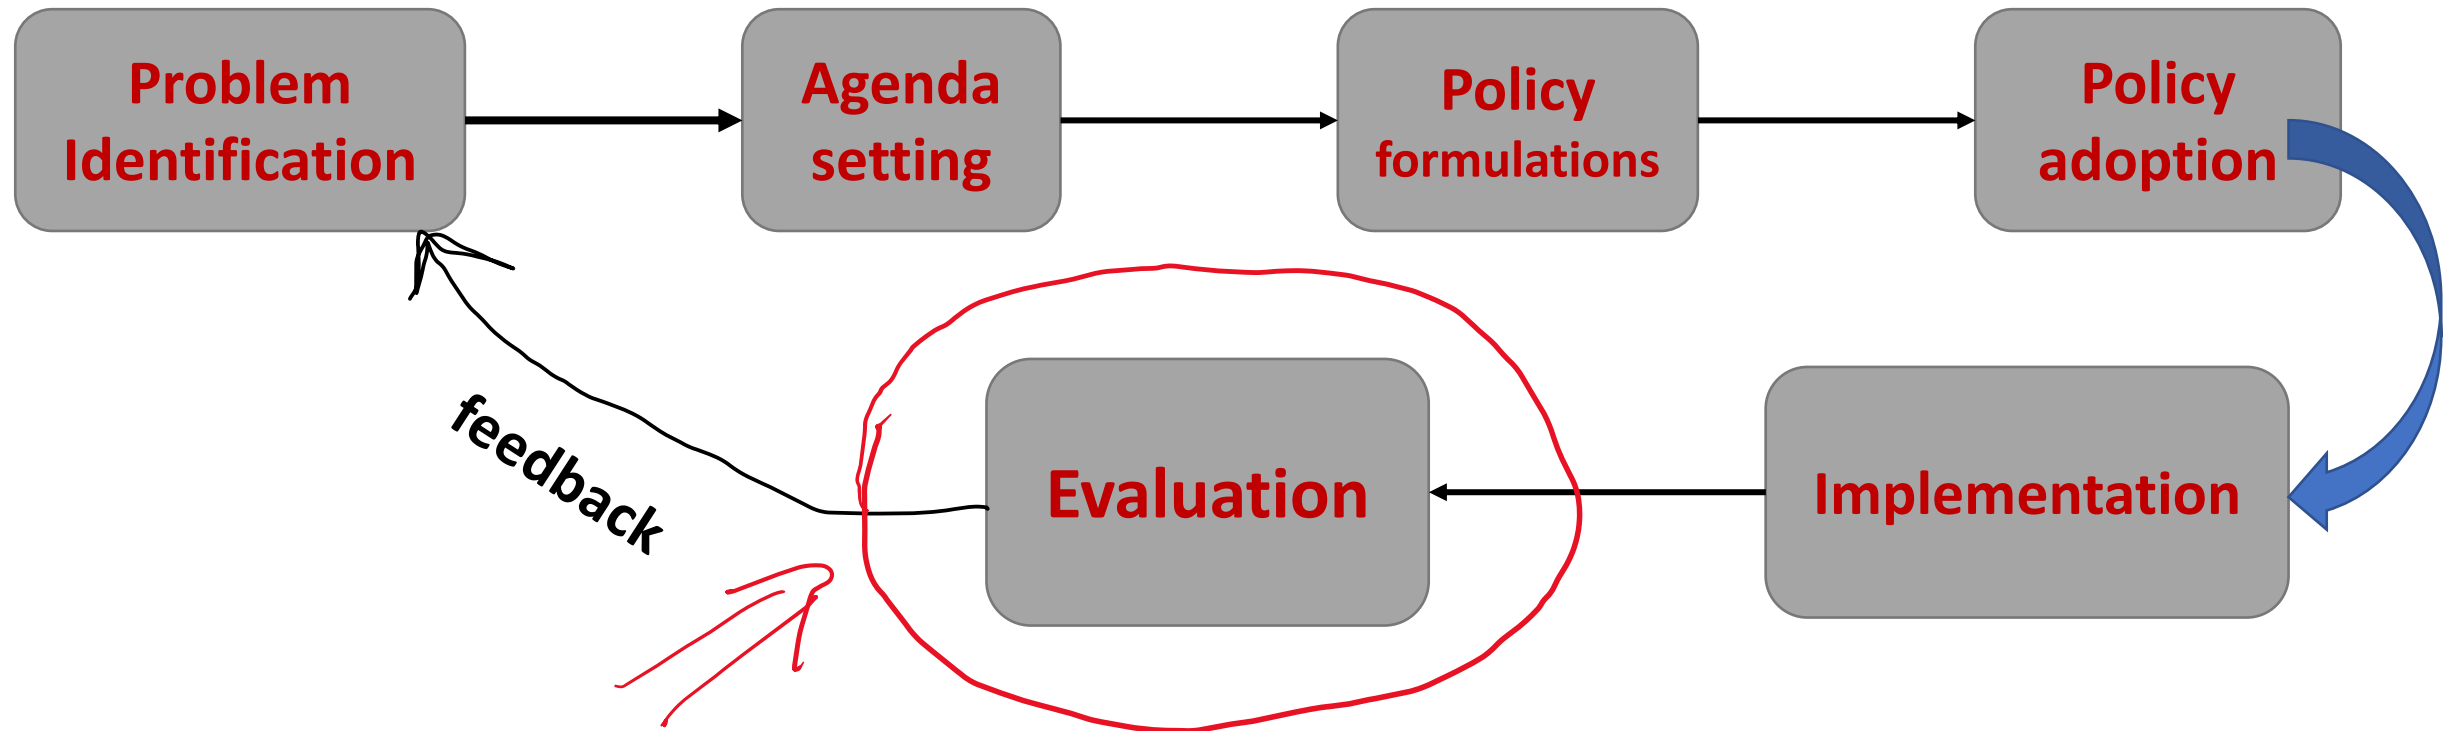 Problem
Identification
Agenda
setting
Policy
formulations
Policy
adoption
feedback
Evaluation
Implementation